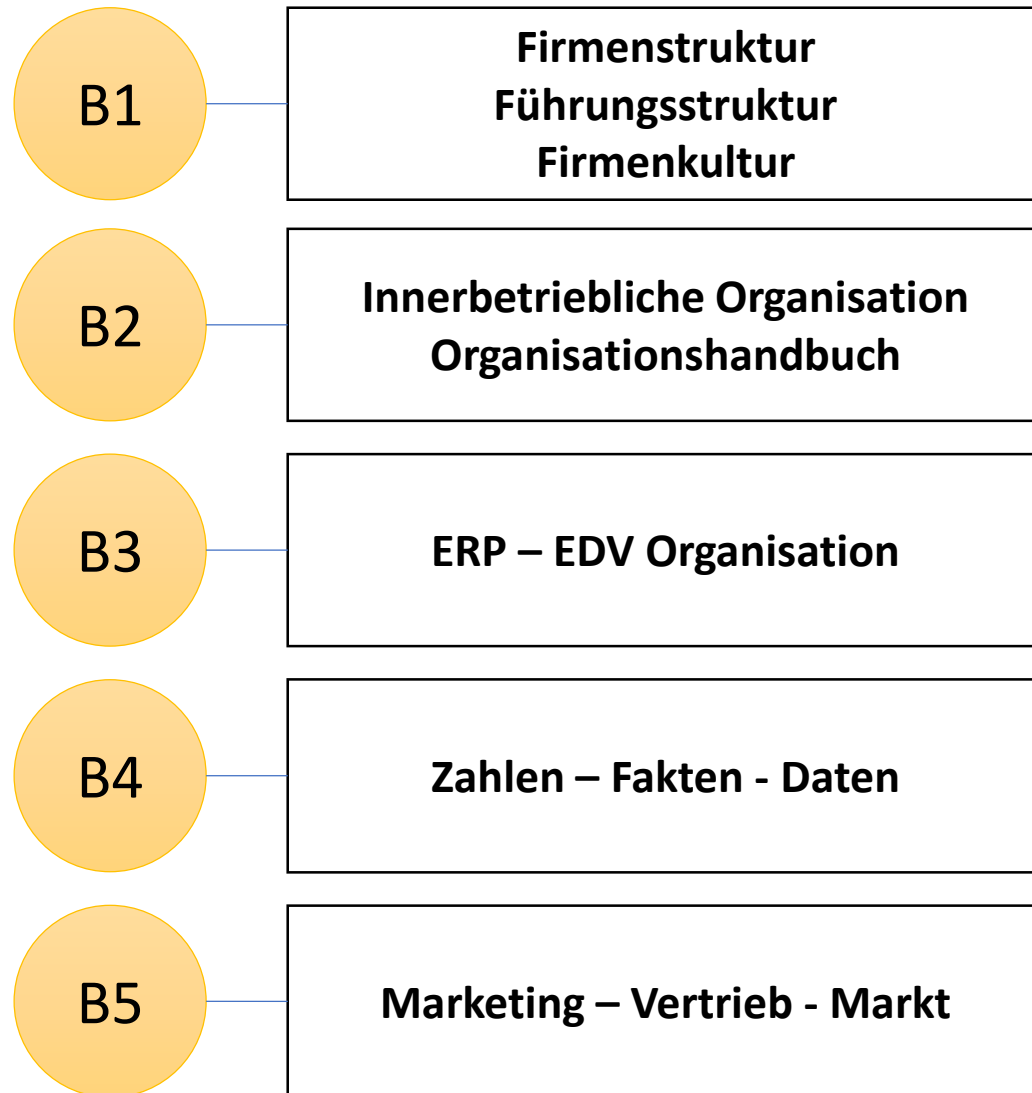 B1
Firmenstruktur
Führungsstruktur
Firmenkultur
B2
Innerbetriebliche Organisation
Organisationshandbuch
B3
ERP – EDV Organisation
B4
Zahlen – Fakten - Daten
B5
Marketing – Vertrieb - Markt